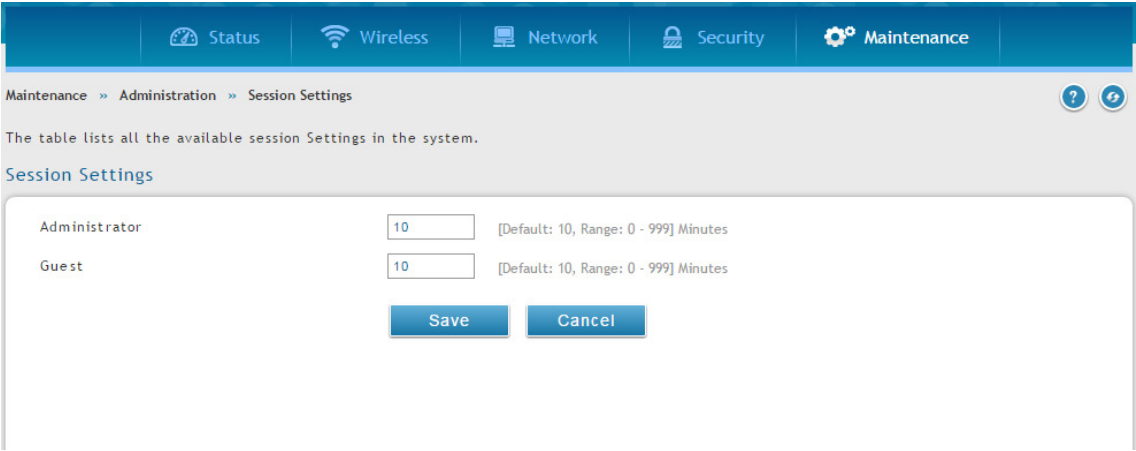 Status Wireless Network Security Maintenance
Maintenance » Administration » Session Settings
The table lists all the available session Settings in the system.
Session Settings
Administrator 10 [Default: 10, Range: 0 - 999] Minutes
Guest 10 [Default: 10, Range: 0 - 999] Minutes
Save Cancel